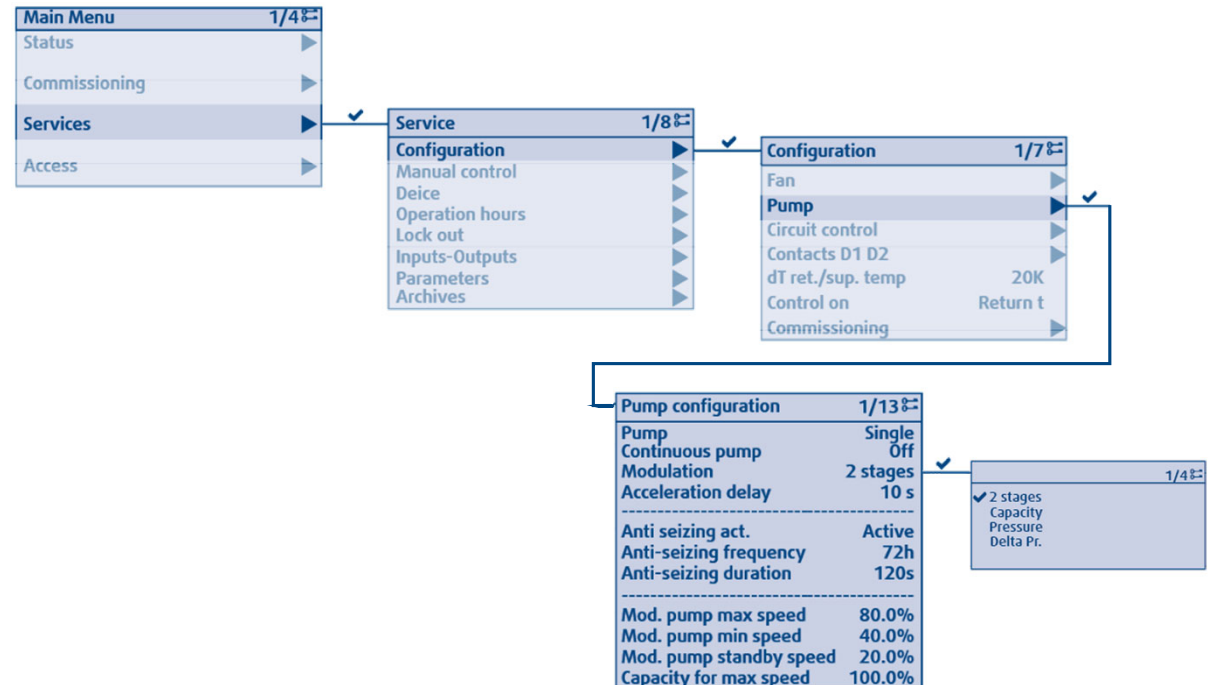 Main Menu 1/4
Status
Commissioning
Services
Access
Service 1/8
Configuration
Manual control
Deice
Operation hours
Lock out
Inputs-Outputs
Parameters
Archives
Configuration 1/7
Fan
Pump
Circuit control
Contacts D1 D2
dT ret./sup. temp 20K
Control on Return t
Commissioning
Pump configuration 1/13
Pump Single
Continuous pump Off
Modulation 2 stages
Acceleration delay 10 s
Anti seizing act. Active
Anti-seizing frequency 72h
Anti-seizing duration 120s
Mod. pump max speed 80.0%
Mod. pump min speed 40.0%
Mod. pump standby speed 20.0%
Capacity for max speed 100.0%
1/4
2 stages
Capacity
Pressure
Delta Pr.